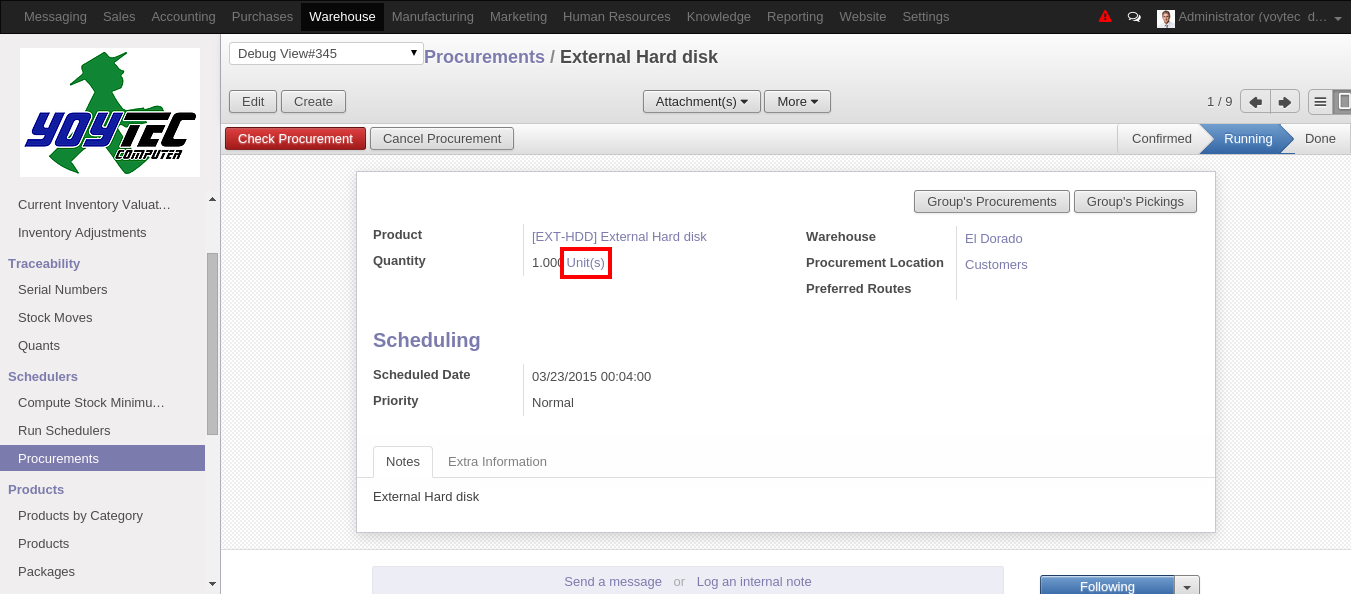 Messaging Sales Accounting Purchases Warehouse Manufacturing Marketing Human Resources Knowledge Reporting Website Settings Administrator (yoytec_d...
Debug View#345 Procurements / External Hard disk
Edit Create Attachment(s) More 1 / 9
Check Procurement Cancel Procurement Confirmed Running Done
YOYTEC
COMPUTER
Current Inventory Valuat...
Inventory Adjustments
Traceability
Serial Numbers
Stock Moves
Quants
Schedulers
Compute Stock Minimu...
Run Schedulers
Procurements
Products
Products by Category
Products
Packages
Group's Procurements Group's Pickings
Product [EXT-HDD] External Hard disk
Quantity 1.000 Unit(s)
Warehouse El Dorado
Procurement Location Customers
Preferred Routes
Scheduling
Scheduled Date 03/23/2015 00:04:00
Priority Normal
Notes Extra Information
External Hard disk
Send a message or Log an internal note
Following